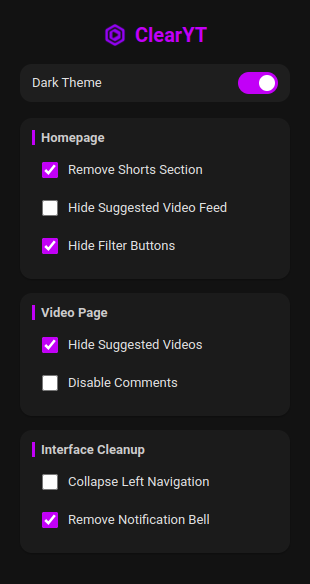 ClearYT
Dark Theme
Homepage
Remove Shorts Section
Hide Suggested Video Feed
Hide Filter Buttons
Video Page
Hide Suggested Videos
Disable Comments
Interface Cleanup
Collapse Left Navigation
Remove Notification Bell